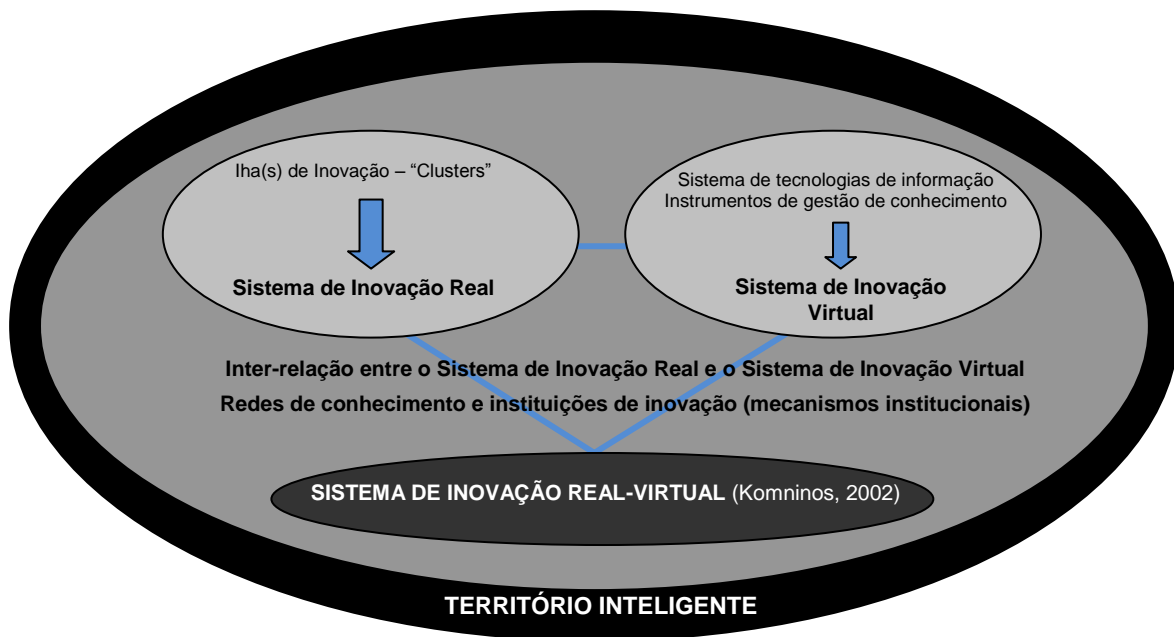 Iha(s) de Inovação – “Clusters”
Sistema de Inovação Real
Sistema de tecnologias de informação
Instrumentos de gestão de conhecimento
Sistema de Inovação
Virtual
Inter-relação entre o Sistema de Inovação Real e o Sistema de Inovação Virtual
Redes de conhecimento e instituições de inovação (mecanismos institucionais)
SISTEMA DE INOVAÇÃO REAL-VIRTUAL (Komninos, 2002)
TERRITÓRIO INTELIGENTE